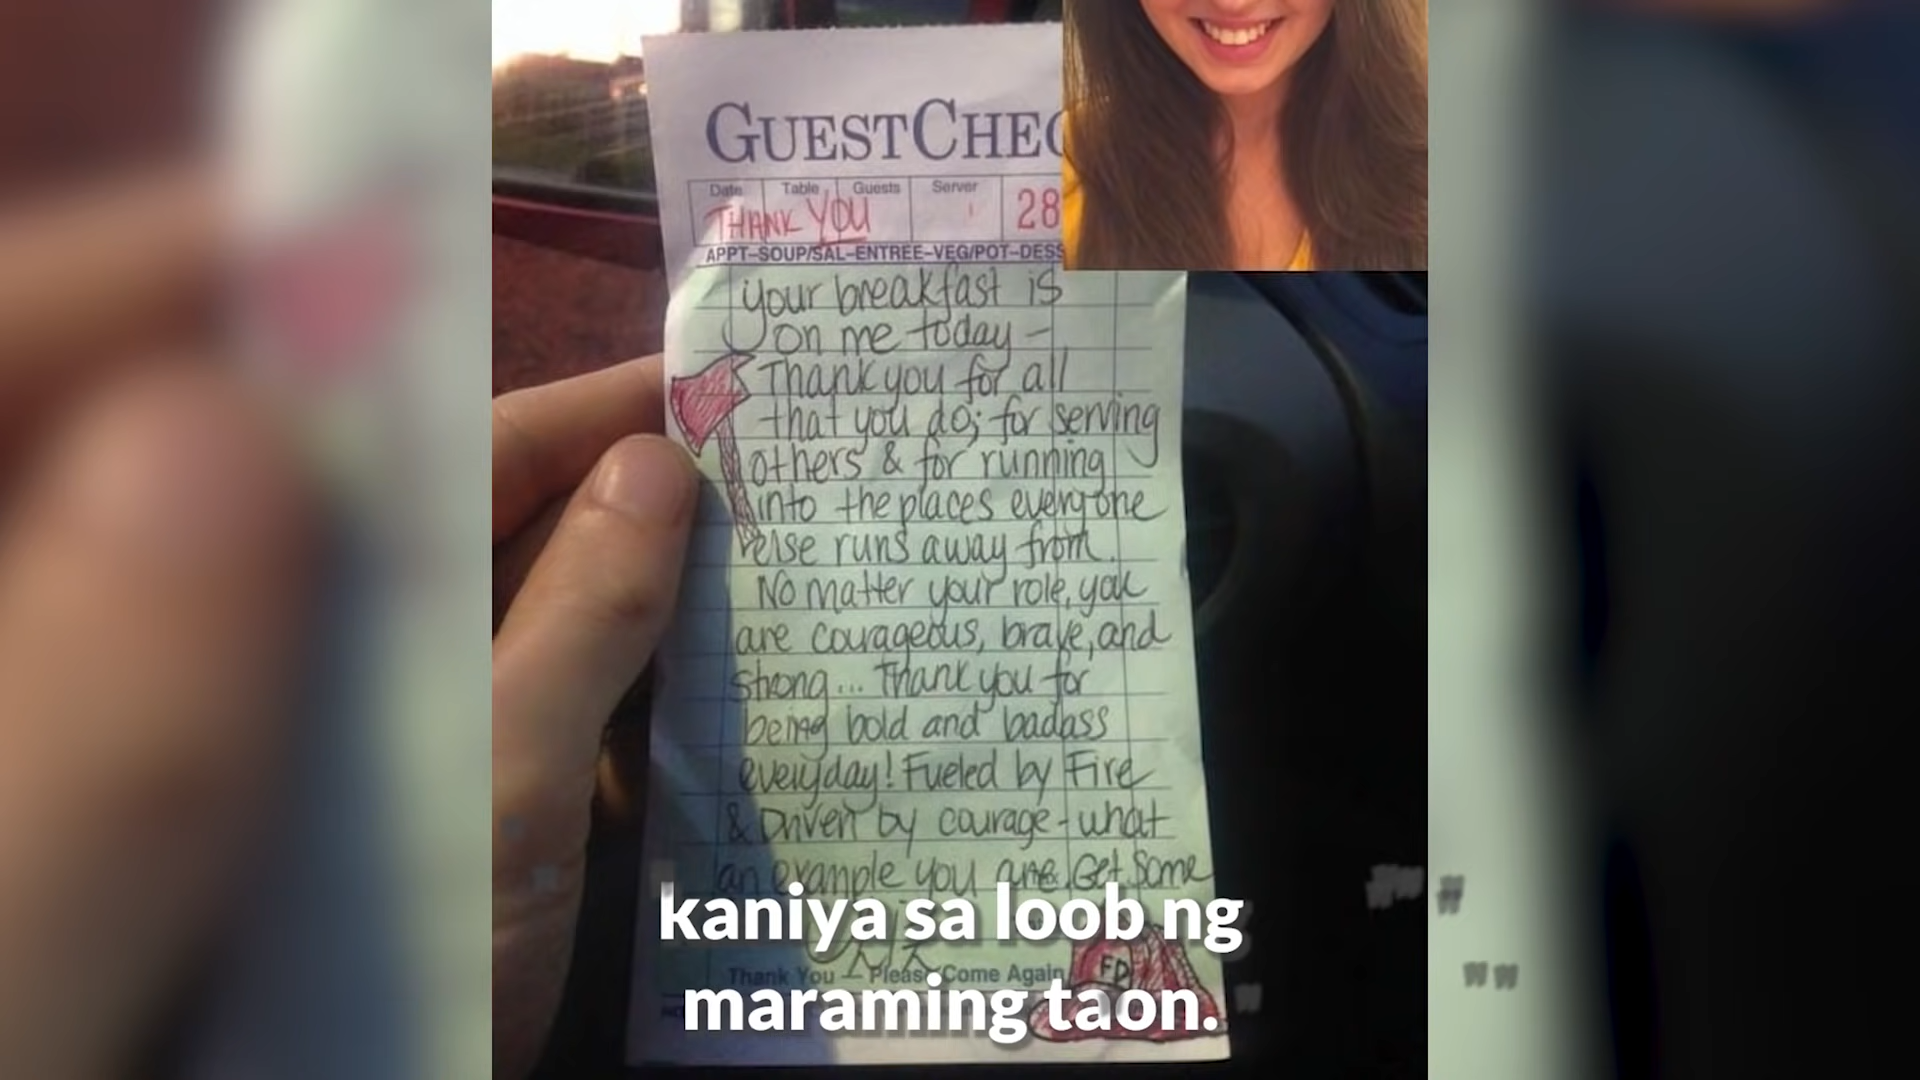 GUESTCHEC
Date Table Guests Server
THANK YOU 28
APPT-SOUP/SAL-ENTREE-VEG/POT-DESS
your breakfast is
on me today -
Thank you for all
that you do; for serving
others & for running
into the places everyone
else runs away from.
No matter your role, you
are courageous, brave, and
strong... Thank you for
being bold and badass
everyday! Fueled by Fire
& Driven by courage - what
an example you are. Get Some
kaniya sa loob ng
Thank You — Please Come Again
FD
maraming taon.